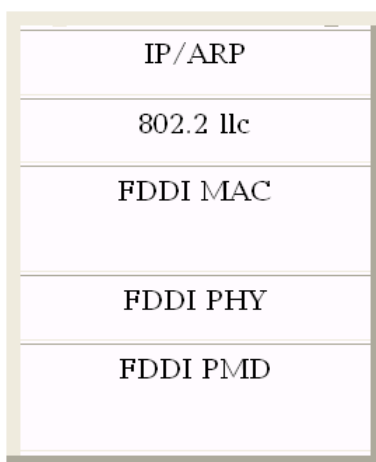 IP/ARP
802.2 llc
FDDI MAC
FDDI PHY
FDDI PMD